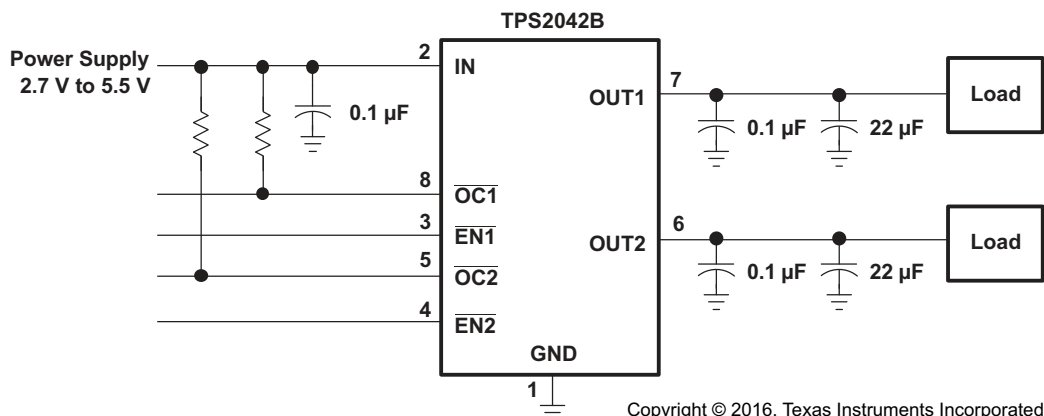 TPS2042B
Power Supply
2.7 V to 5.5 V
2
IN
0.1 µF
8
OC1
3
EN1
5
OC2
4
EN2
GND
1
OUT1
7
0.1 µF
22 µF
Load
OUT2
6
0.1 µF
22 µF
Load
Copyright © 2016, Texas Instruments Incorporated